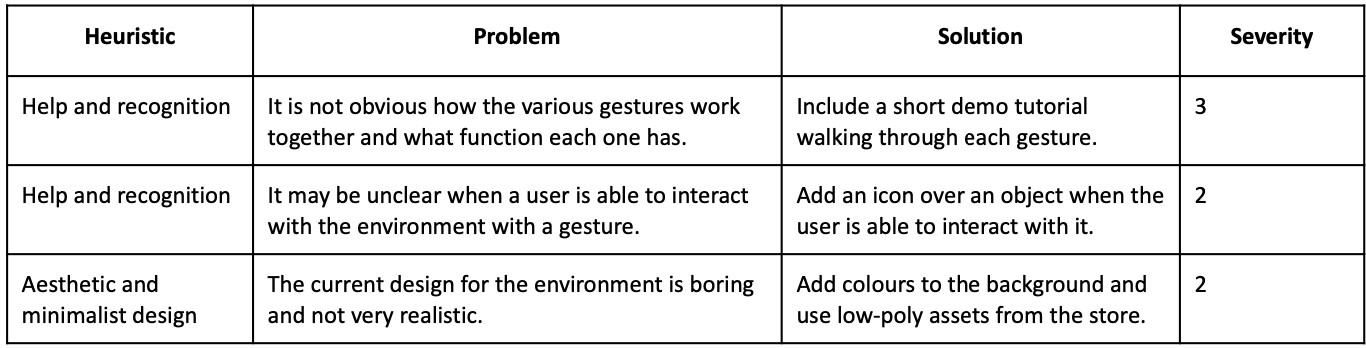 Heuristic Problem Solution Severity
Help and recognition It is not obvious how the various gestures work Include a short demo tutorial 3
together and what function each one has. walking through each gesture.
Help and recognition It may be unclear when a user is able to interact Add an icon over an object when the 2
with the environment with a gesture. user is able to interact with it.
Aesthetic and The current design for the environment is boring Add colours to the background and 2
minimalist design and not very realistic. use low-poly assets from the store.